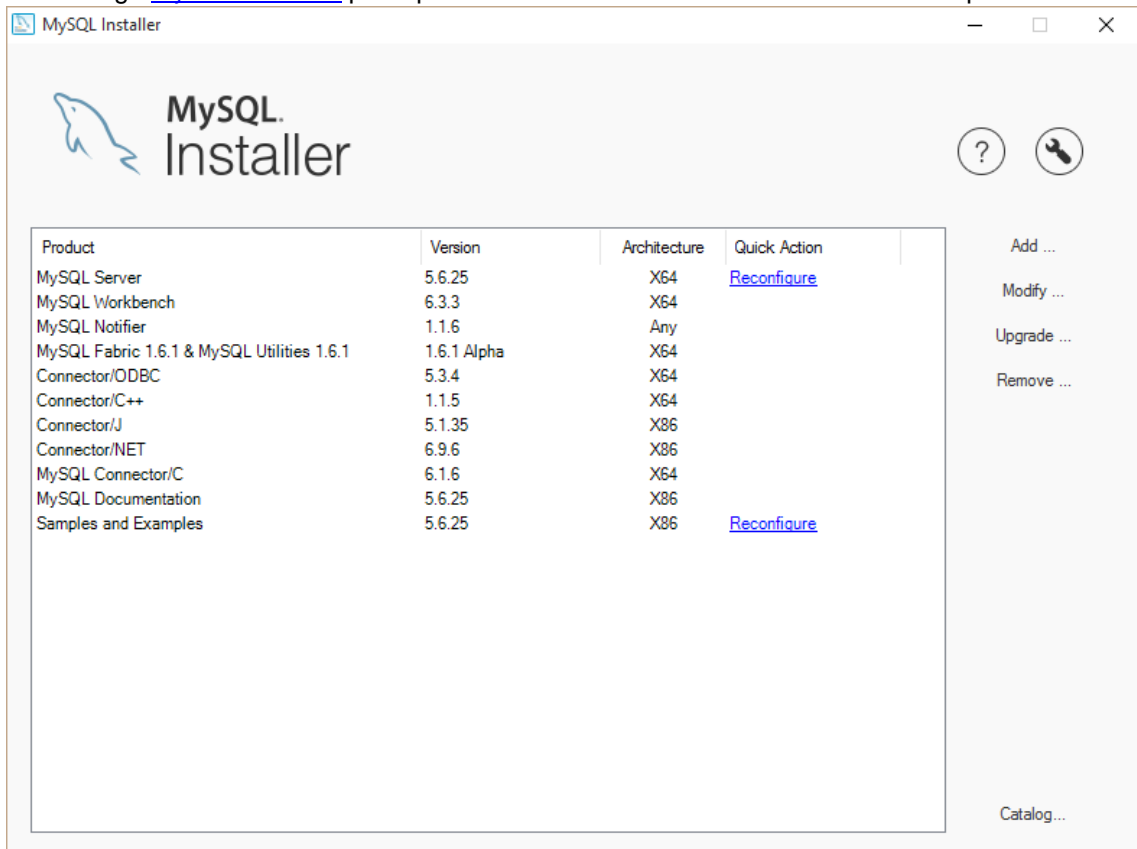 MySQL Installer
MySQL.
Installer
?
Product Version Architecture Quick Action
MySQL Server 5.6.25 X64 Reconfigure
MySQL Workbench 6.3.3 X64
MySQL Notifier 1.1.6 Any
MySQL Fabric 1.6.1 & MySQL Utilities 1.6.1 1.6.1 Alpha X64
Connector/ODBC 5.3.4 X64
Connector/C++ 1.1.5 X64
Connector/J 5.1.35 X86
Connector/NET 6.9.6 X86
MySQL Connector/C 6.1.6 X64
MySQL Documentation 5.6.25 X86
Samples and Examples 5.6.25 X86 Reconfigure
Add ...
Modify ...
Upgrade ...
Remove ...
Catalog...